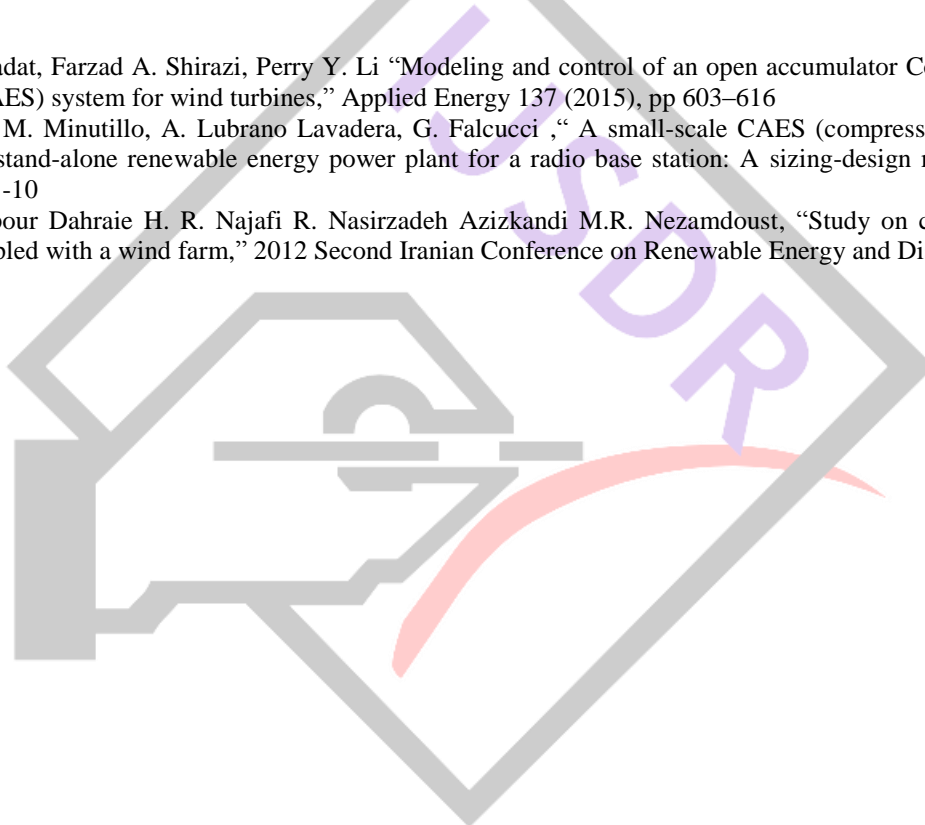 adat, Farzad A. Shirazi, Perry Y. Li “Modeling and control of an open accumulator
AES) system for wind turbines,” Applied Energy 137 (2015), pp 603–616
M. Minutillo, A. Lubrano Lavadera, G. Falcucci ,“ A small-scale CAES (compress
stand-alone renewable energy power plant for a radio base station: A sizing-design
-10
pour Dahraie H. R. Najafi R. Nasirzadeh Azizkandi M.R. Nezamdoust, “Study on
pled with a wind farm,” 2012 Second Iranian Conference on Renewable Energy and Di
IJSDR